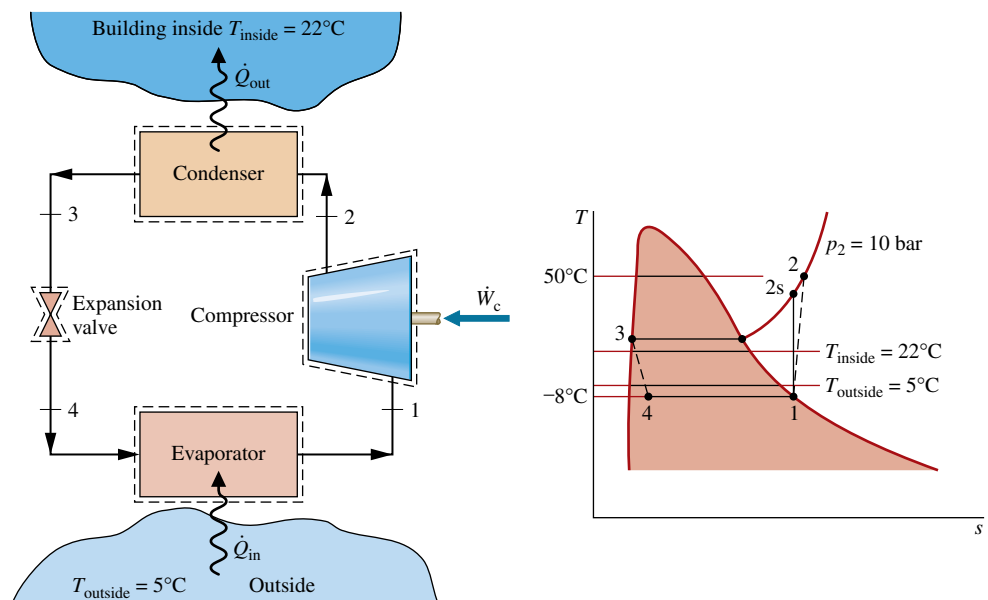 Building inside T_inside = 22°C
Q̇_out
Condenser
3
2
Expansion
valve
Compressor
Ẇ_c
4
1
Evaporator
Q̇_in
T_outside = 5°C
Outside
T
p_2 = 10 bar
50°C
2
2s
3
T_inside = 22°C
T_outside = 5°C
–8°C
4
1
s